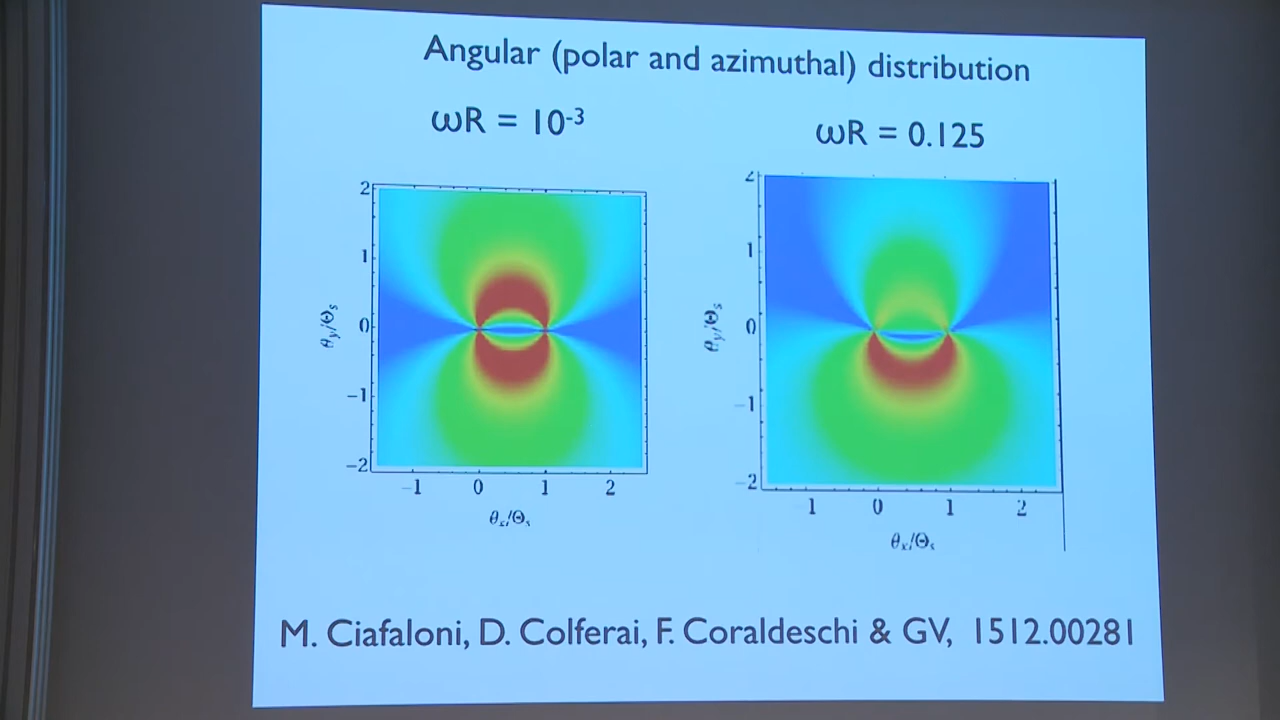 Angular (polar and azimuthal) distribution
ωR = 10⁻³
ωR = 0.125
2
1
0
−1
−2
θy/Θs
−1 0 1 2
θx/Θs
2
1
0
−1
−2
θy/Θs
1 0 1 2
θx/Θs
M. Ciafaloni, D. Colferai, F. Coraldeschi & GV, 1512.00281